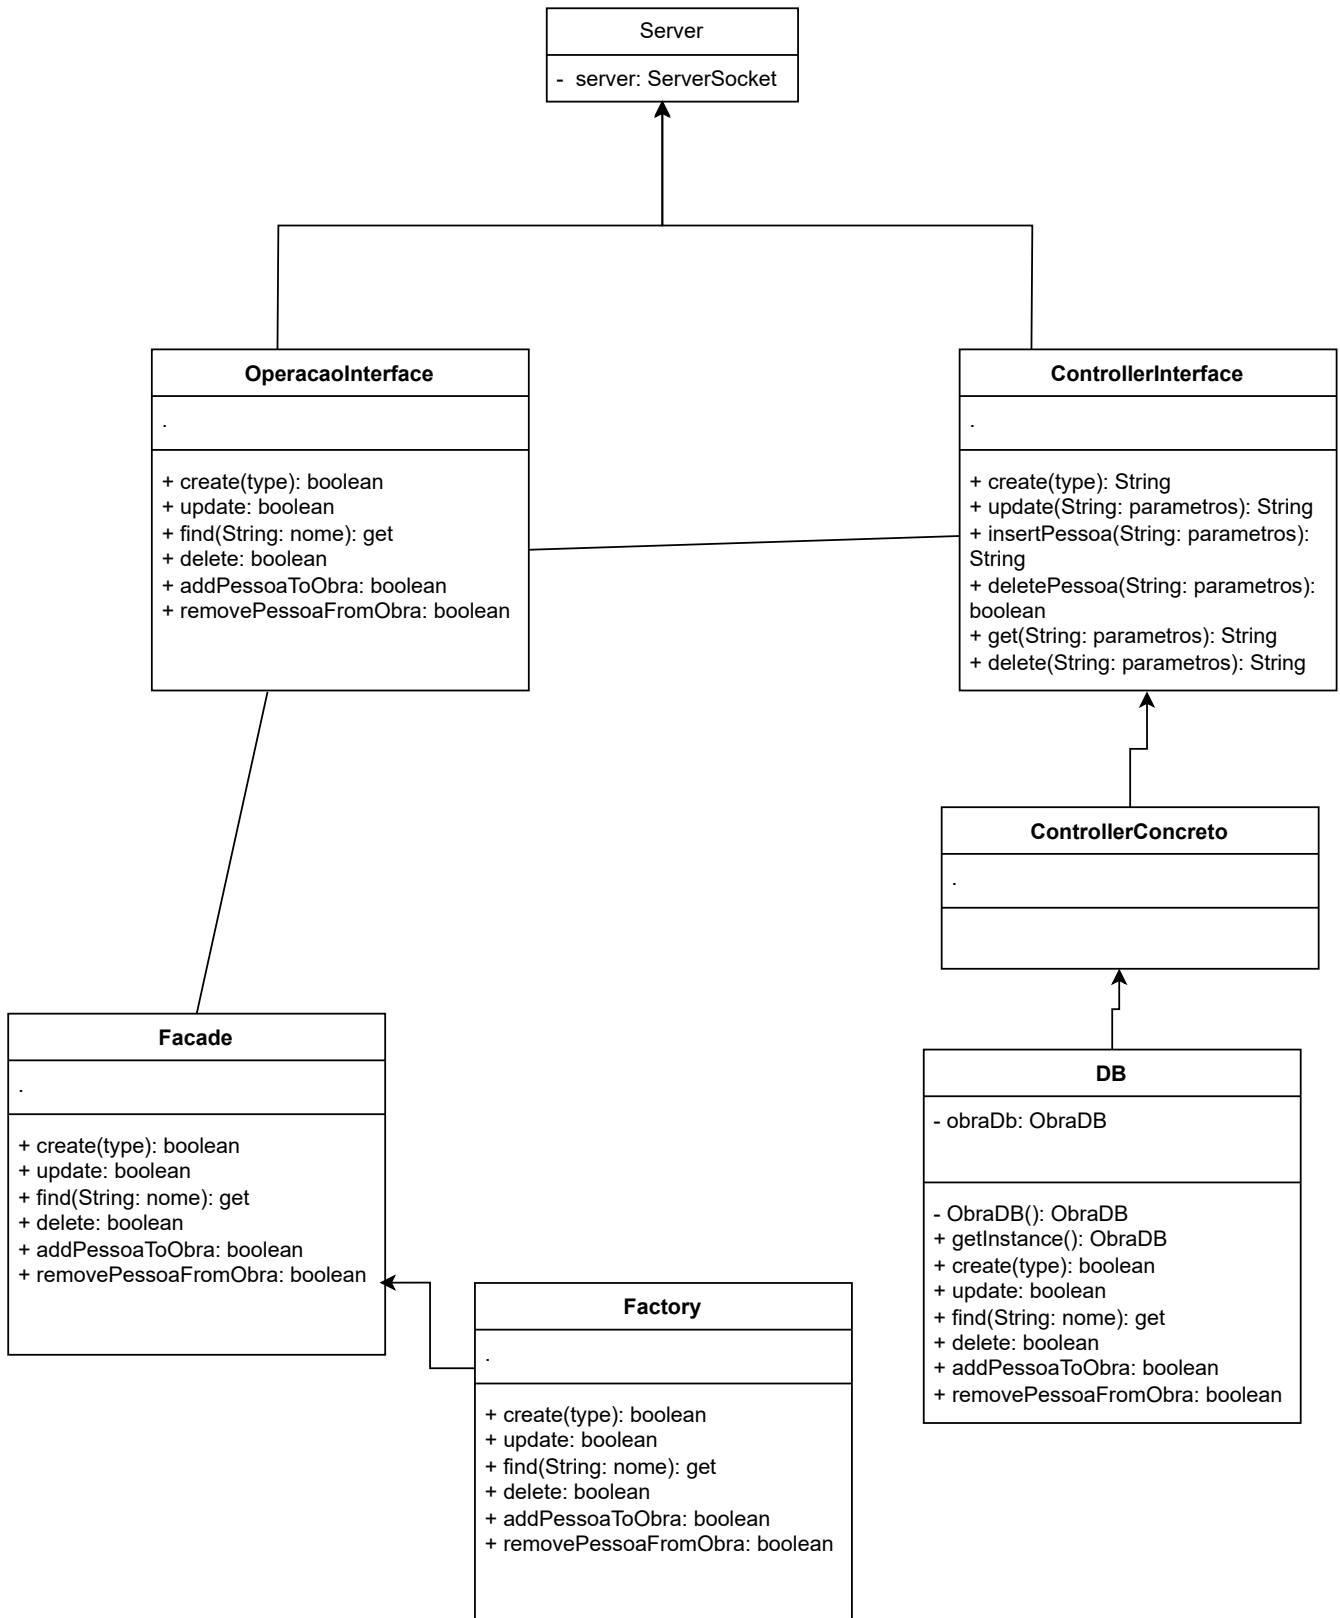 Server
- server: ServerSocket
OperacaoInterface
.
+ create(type): boolean
+ update: boolean
+ find(String: nome): get
+ delete: boolean
+ addPessoaToObra: boolean
+ removePessoaFromObra: boolean
ControllerInterface
.
+ create(type): String
+ update(String: parametros): String
+ insertPessoa(String: parametros):
String
+ deletePessoa(String: parametros):
boolean
+ get(String: parametros): String
+ delete(String: parametros): String
ControllerConcreto
.
Facade
.
+ create(type): boolean
+ update: boolean
+ find(String: nome): get
+ delete: boolean
+ addPessoaToObra: boolean
+ removePessoaFromObra: boolean
DB
- obraDb: ObraDB
- ObraDB(): ObraDB
+ getInstance(): ObraDB
+ create(type): boolean
+ update: boolean
+ find(String: nome): get
+ delete: boolean
+ addPessoaToObra: boolean
+ removePessoaFromObra: boolean
Factory
.
+ create(type): boolean
+ update: boolean
+ find(String: nome): get
+ delete: boolean
+ addPessoaToObra: boolean
+ removePessoaFromObra: boolean